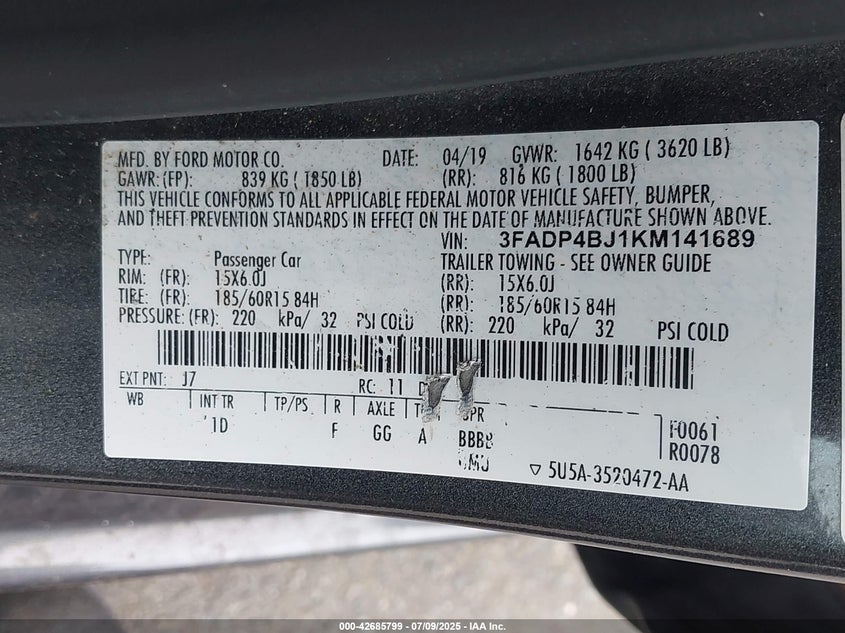 MFD. BY FORD MOTOR CO. DATE: 04/19 GVWR: 1642 KG ( 3620 LB)
GAWR: (FP) 839 KG ( 1850 LB) (RR): 816 KG ( 1800 LB)
THIS VEHICLE CONFORMS TO ALL APPLICABLE FEDERAL MOTOR VEHICLE SAFETY, BUMPER,
AND THEFT PREVENTION STANDARDS IN EFFECT ON THE DATE OF MANUFACTURE SHOWN ABOVE.
VIN: 3FADP4BJ1KM141689
TYPE: Passenger Car TRAILER TOWING - SEE OWNER GUIDE
RIM: (FR): 15X6.0J (RR): 15X6.0J
TIRE: (FR): 185/60R15 84H (RR): 185/60R15 84H
PRESSURE: (FR): 220 kPa/ 32 PSI COLD (RR): 220 kPa/ 32 PSI COLD
EXT PNT: J7 RC: 11
WB INT TR TP/PS R AXLE
1D F GG A BBBB
F0061
R0078
5U5A-3520472-AA
000-42685799 | 07/09/2025 - IAA Inc.